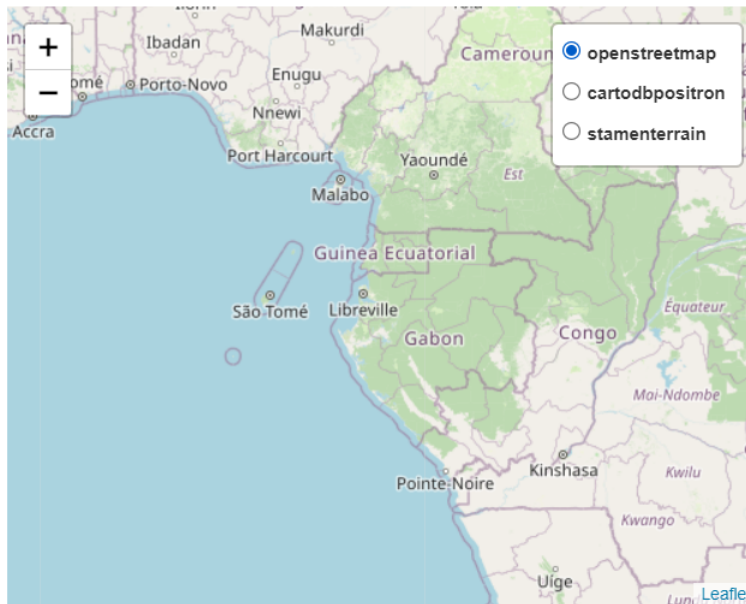 Makurdi
Ibadan
+
−
openstreetmap
cartodbpositron
stamenterrain
Cameroun
Enugu
Porto-Novo
Nnewi
Accra
Port Harcourt
Yaoundé
Est
Malabo
Guinea Ecuatorial
São Tomé
Libreville
Équateur
Gabon
Congo
Mai-Ndombe
Kinshasa
Pointe-Noire
Kwilu
Kwango
Uíge